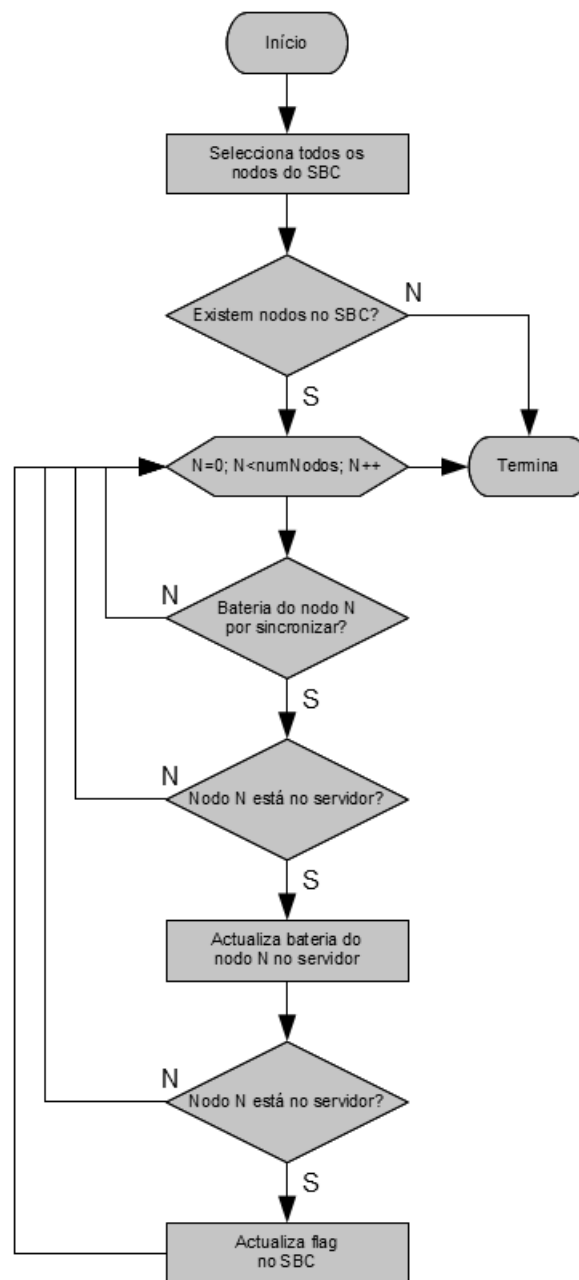 Início
Selecciona todos os
nodos do SBC
Existem nodos no SBC?
N
S
N=0; N<numNodos; N++
Termina
Bateria do nodo N
por sincronizar?
N
S
Nodo N está no servidor?
N
S
Actualiza bateria do
nodo N no servidor
Nodo N está no servidor?
N
S
Actualiza flag
no SBC